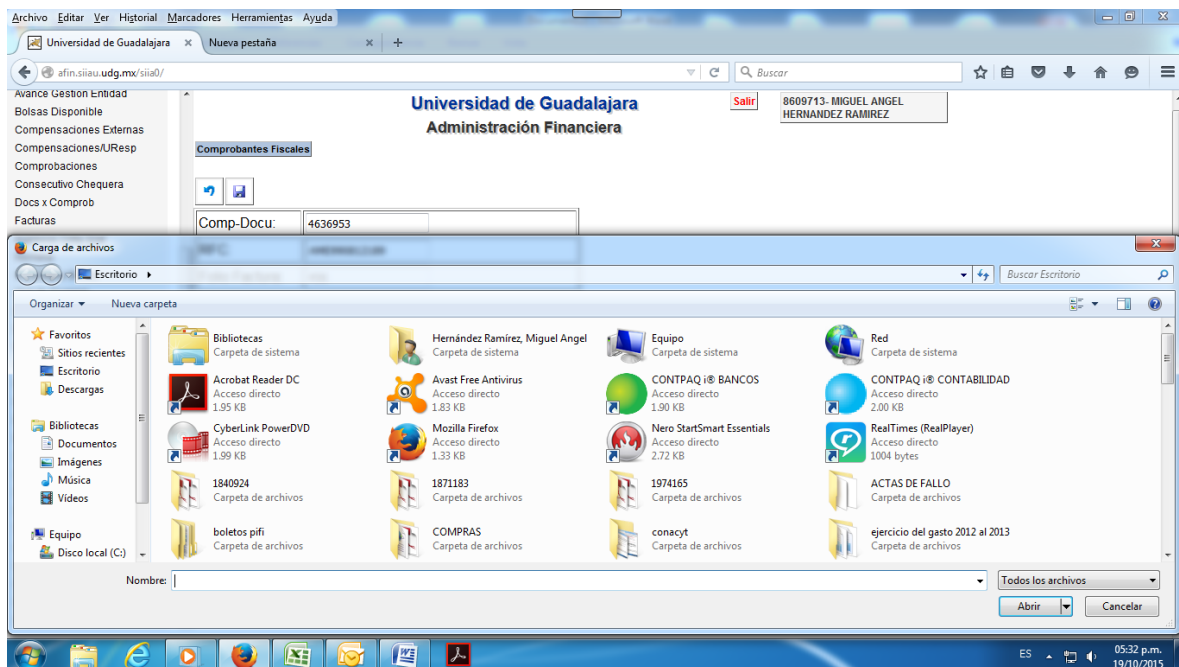 Archivo Editar Ver Historial Marcadores Herramientas Ayuda
Universidad de Guadalajara × Nueva pestaña × +
afin.siiau.udg.mx/siia0/ Buscar
Avance Gestion Entidad
Bolsas Disponible
Compensaciones Externas
Compensaciones/UResp
Comprobaciones
Consecutivo Chequera
Docs x Comprob
Facturas
Universidad de Guadalajara
Administración Financiera
Salir
8609713- MIGUEL ANGEL
HERNANDEZ RAMIREZ
Comprobantes Fiscales
Comp-Docu: 4636953
Carga de archivos
Escritorio
Buscar Escritorio
Organizar Nueva carpeta
Favoritos
Sitios recientes
Escritorio
Descargas
Bibliotecas
Documentos
Imágenes
Música
Vídeos
Equipo
Disco local (C:)
Bibliotecas
Carpeta de sistema
Hernández Ramírez, Miguel Angel
Carpeta de sistema
Equipo
Carpeta de sistema
Red
Carpeta de sistema
Acrobat Reader DC
Acceso directo
1.95 KB
Avast Free Antivirus
Acceso directo
1.83 KB
CONTPAQ i® BANCOS
Acceso directo
1.90 KB
CONTPAQ i® CONTABILIDAD
Acceso directo
2.00 KB
CyberLink PowerDVD
Acceso directo
1.99 KB
Mozilla Firefox
Acceso directo
1.33 KB
Nero StartSmart Essentials
Acceso directo
2.72 KB
RealTimes (RealPlayer)
Acceso directo
1004 bytes
1840924
Carpeta de archivos
1871183
Carpeta de archivos
1974165
Carpeta de archivos
ACTAS DE FALLO
Carpeta de archivos
boletos pifi
Carpeta de archivos
COMPRAS
Carpeta de archivos
conacyt
Carpeta de archivos
ejercicio del gasto 2012 al 2013
Carpeta de archivos
Nombre:
Todos los archivos
Abrir Cancelar
ES
05:32 p.m.
19/10/2015